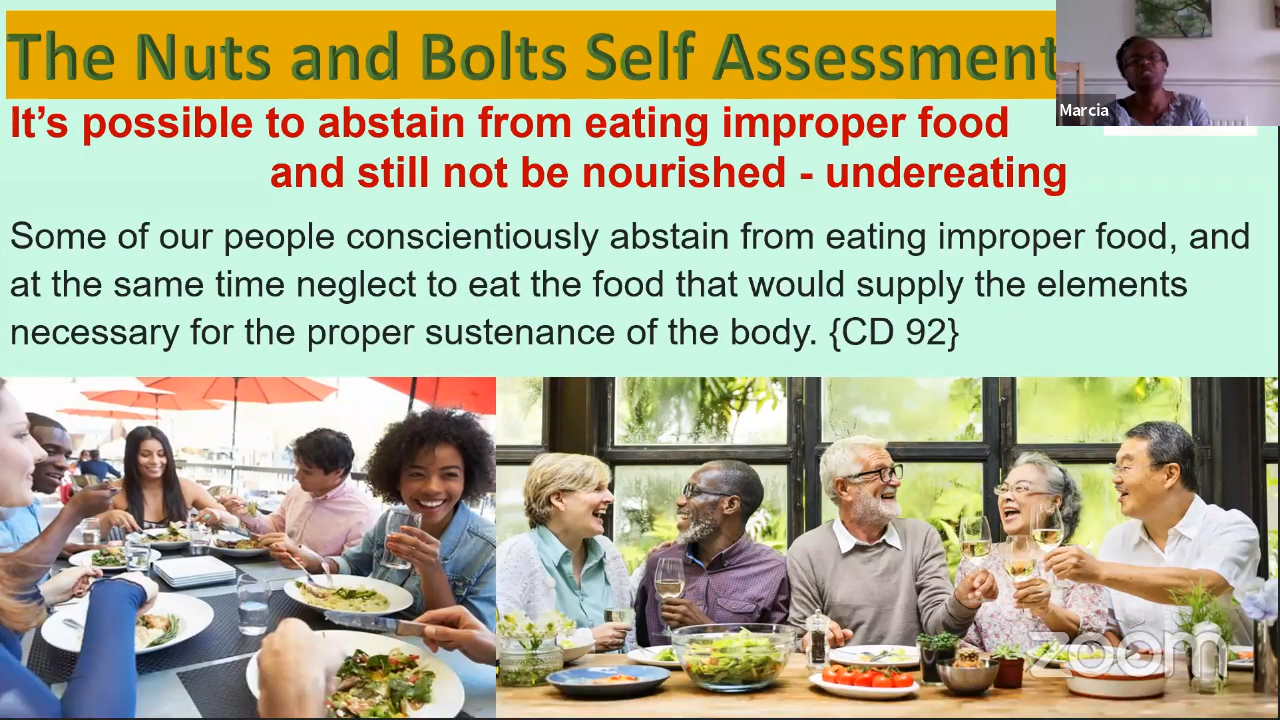 The Nuts and Bolts Self Assessment
Marcia
It’s possible to abstain from eating improper food
and still not be nourished - undereating
Some of our people conscientiously abstain from eating improper food, and
at the same time neglect to eat the food that would supply the elements
necessary for the proper sustenance of the body. {CD 92}
zoom